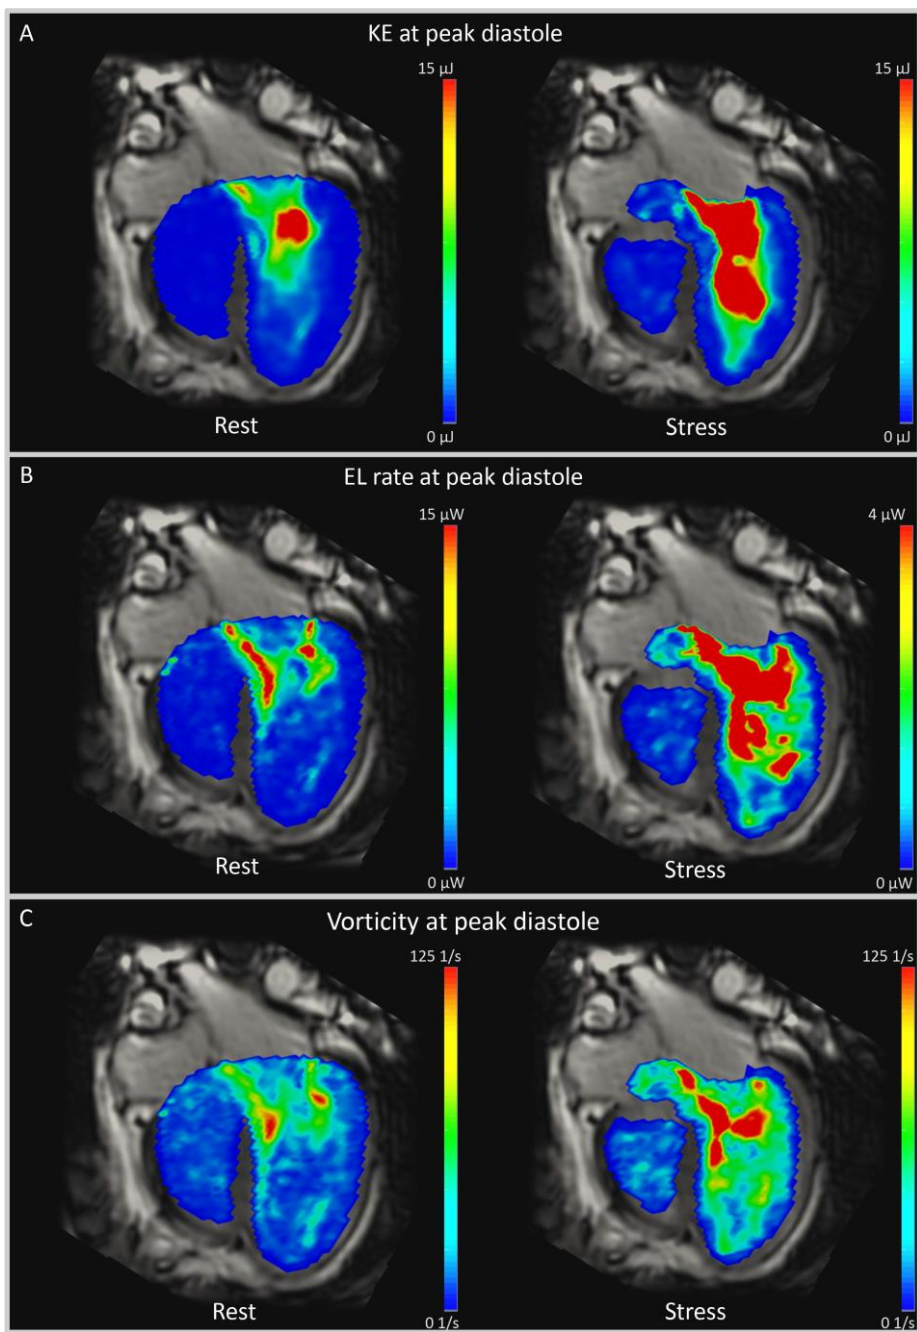 A
KE at peak diastole
15 µJ
15 µJ
0 µJ
0 µJ
Rest
Stress
B
EL rate at peak diastole
15 µW
4 µW
0 µW
0 µW
Rest
Stress
C
Vorticity at peak diastole
125 1/s
125 1/s
0 1/s
0 1/s
Rest
Stress